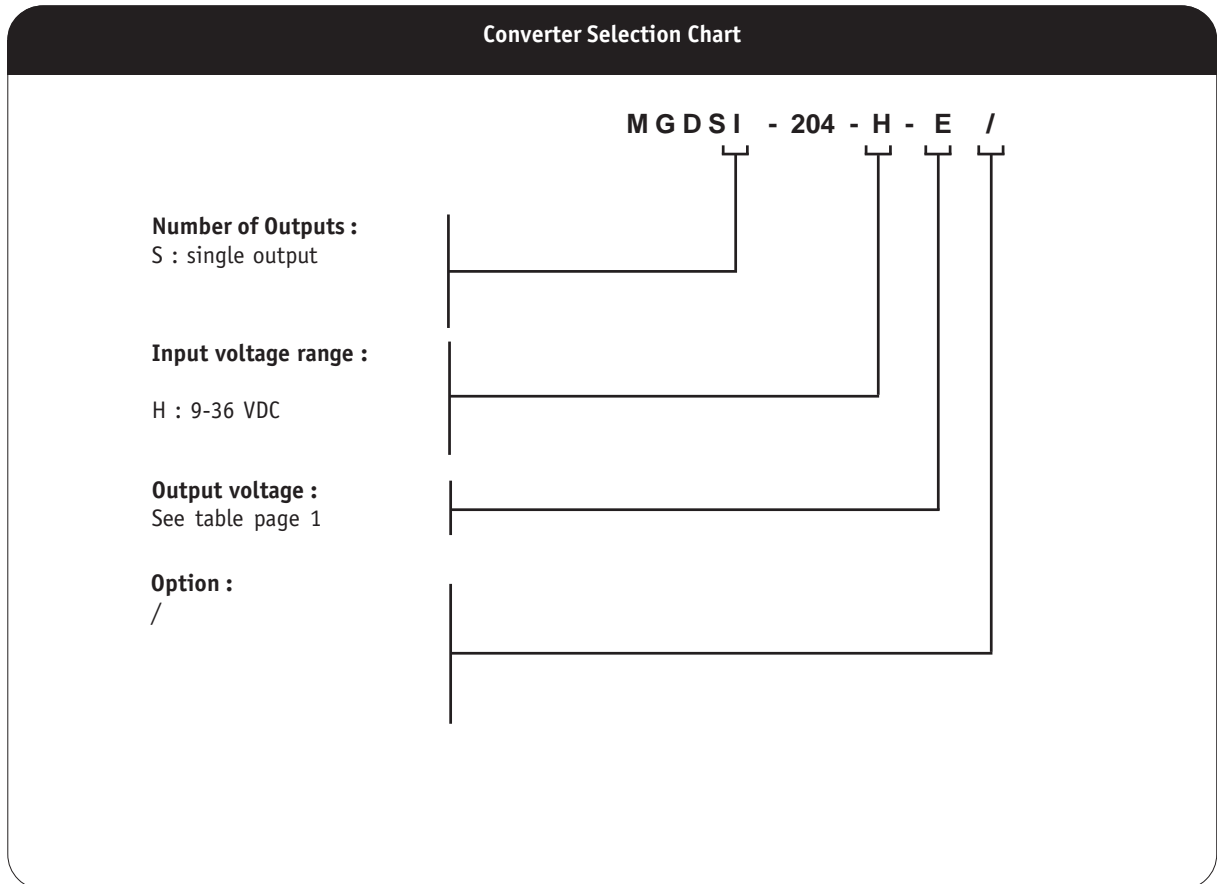 Converter Selection Chart
MGDSI - 204 - H - E /
Number of Outputs :
S : single output
Input voltage range :
H : 9-36 VDC
Output voltage :
See table page 1
Option :
/